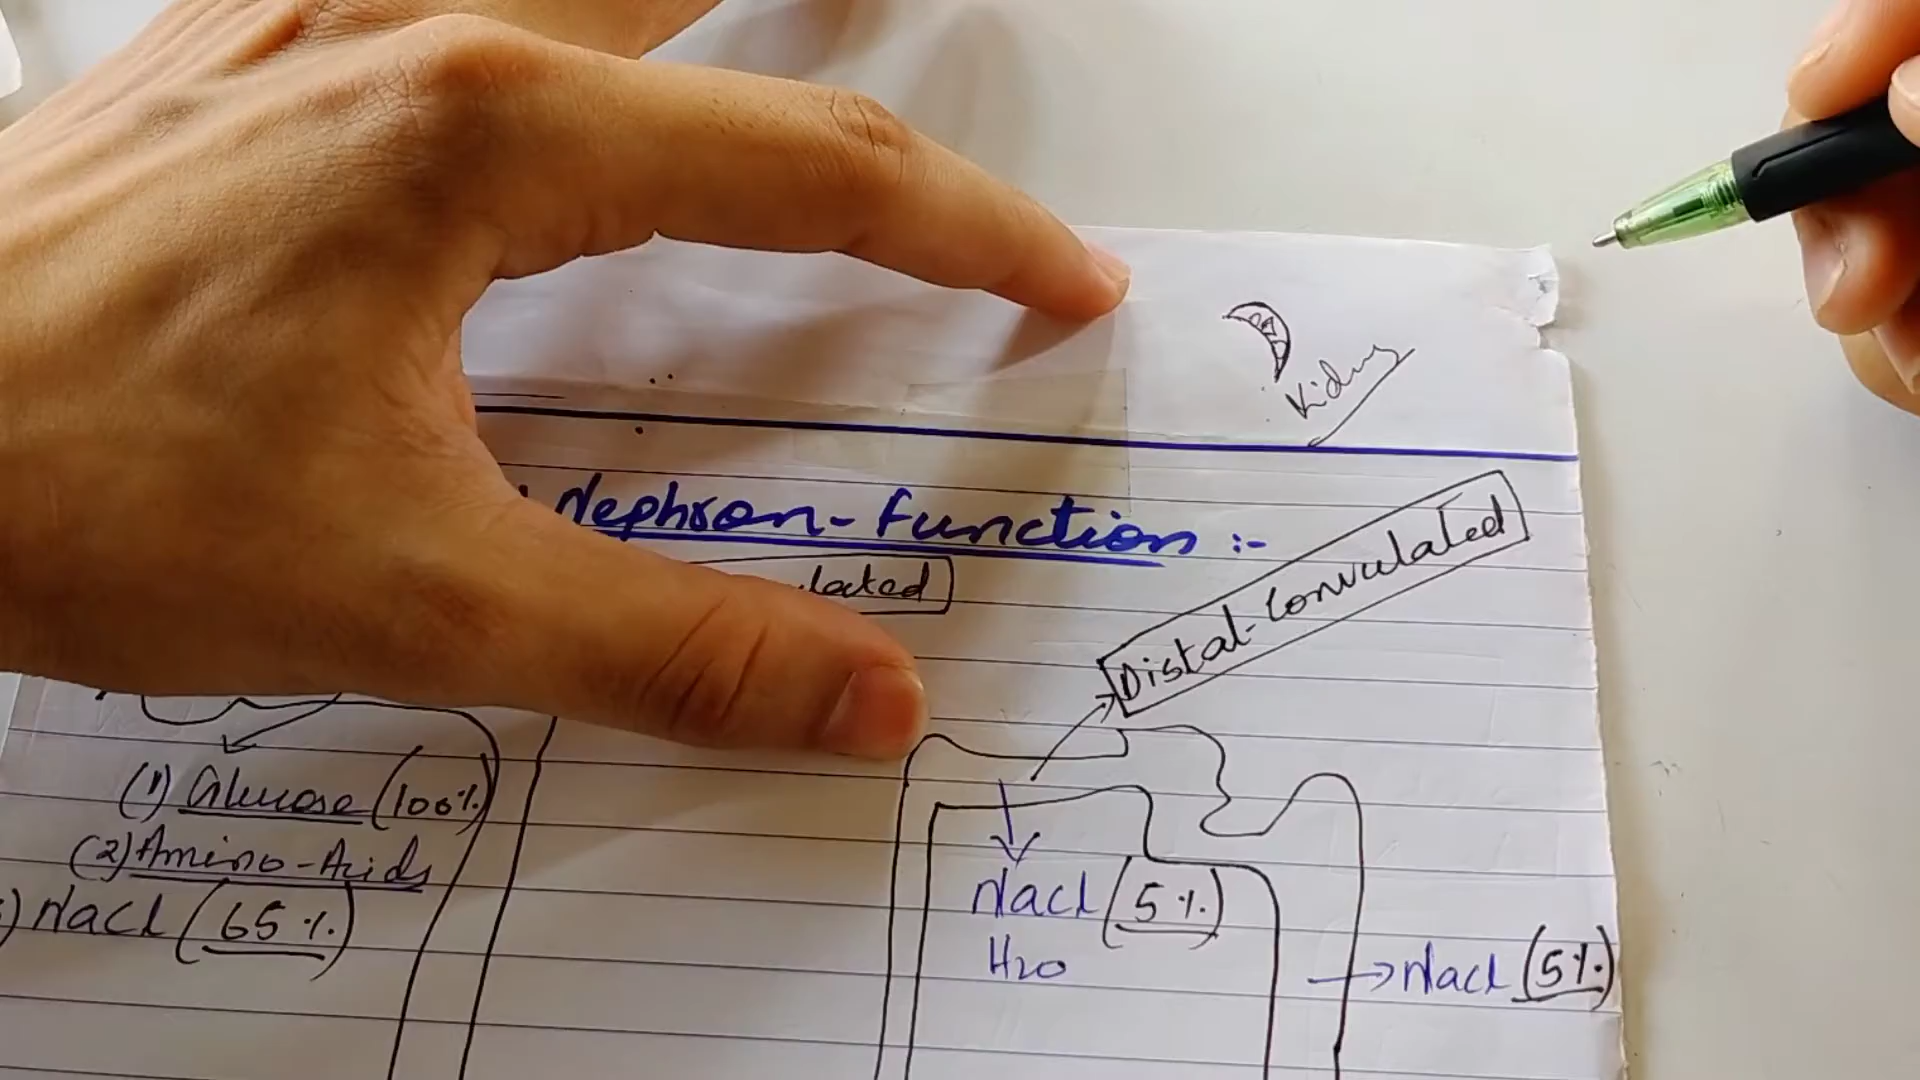 Kidney
Nephron-function :-
Distal-Convulated
(1) Glucose (100%)
(2) Amino-Acids
) NaCl (65%)
NaCl (5%)
H2O
NaCl (5%)